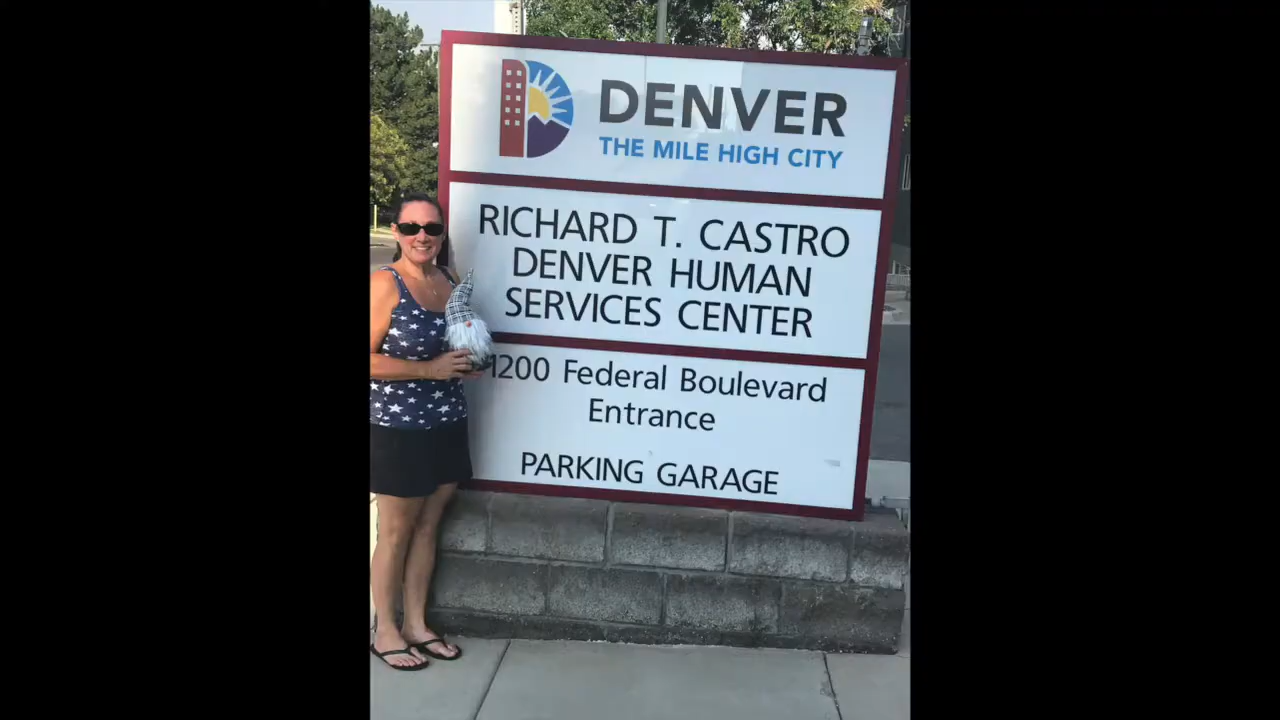 DENVER
THE MILE HIGH CITY
RICHARD T. CASTRO
DENVER HUMAN
SERVICES CENTER
1200 Federal Boulevard
Entrance
PARKING GARAGE